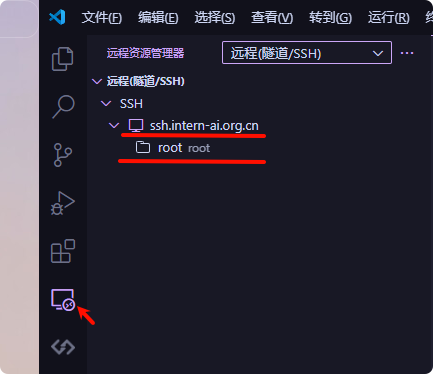 文件(F) 编辑(E) 选择(S) 查看(V) 转到(G) 运行(R) 终
远程资源管理器 远程(隧道/SSH)
远程(隧道/SSH)
SSH
ssh.intern-ai.org.cn
root root